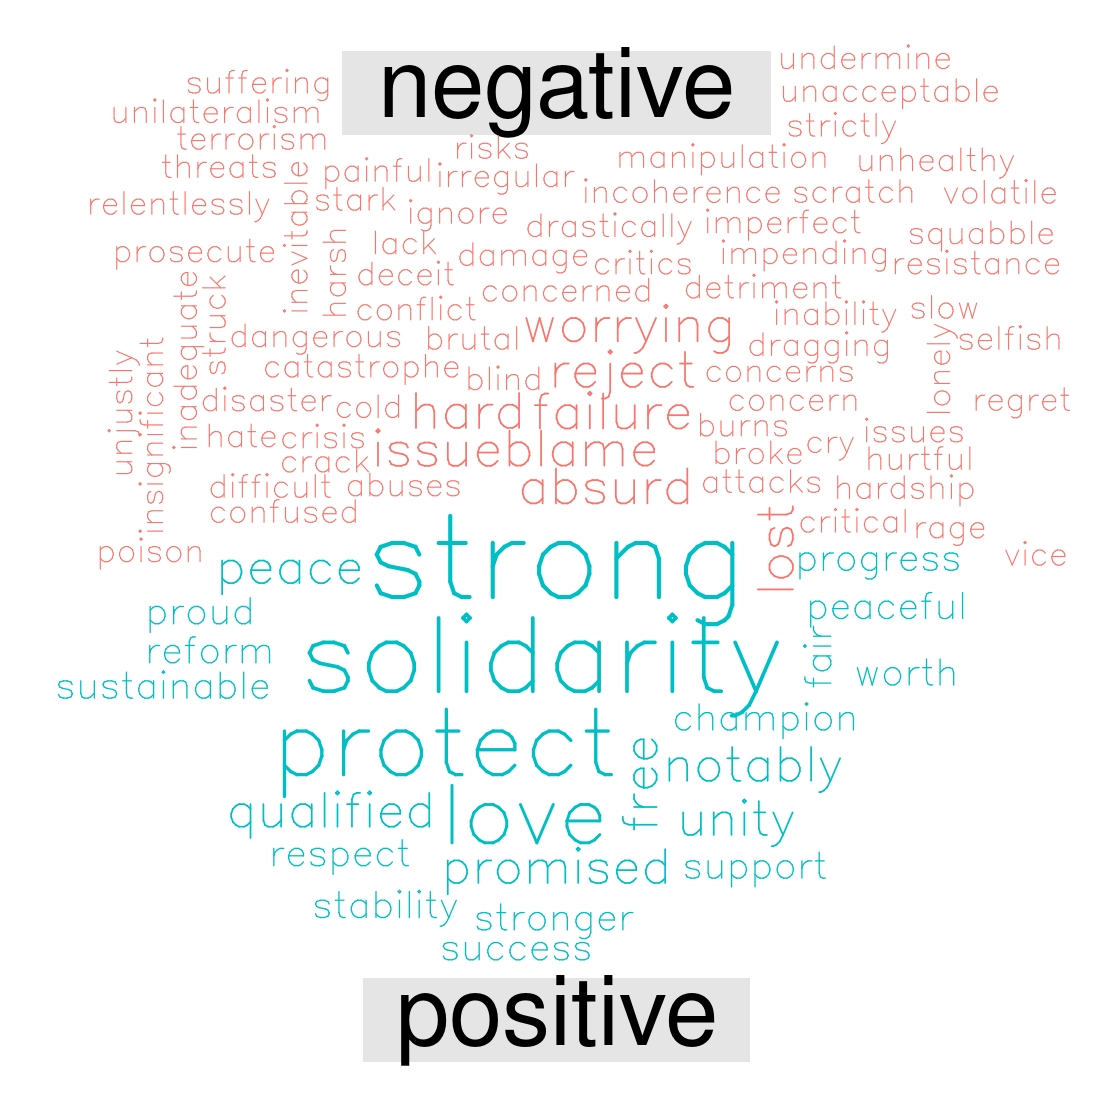 negative
undermine
suffering
unacceptable
unilateralism
strictly
terrorism
risks
manipulation
unhealthy
threats
painful
irregular
inevitable
incoherence
scratch
volatile
relentlessly
stark
ignore
drastically
imperfect
squabble
prosecute
harsh
lack
damage
critics
impending
resistance
deceit
concerned
detriment
inadequate
struck
conflict
worrying
inability
slow
dangerous
brutal
dragging
lonely
selfish
unjustly
insignificant
catastrophe
blind
reject
concerns
disaster
cold
hard
failure
concern
regret
burns
hate
crisis
issue
blame
broke
cry
issues
crack
hurtful
difficult
abuses
absurd
attacks
hardship
confused
lost
critical
rage
poison
vice
peace
strong
progress
proud
peaceful
reform
solidarity
fair
worth
sustainable
champion
protect
free
notably
qualified
love
unity
respect
promised
support
stability
stronger
success
positive